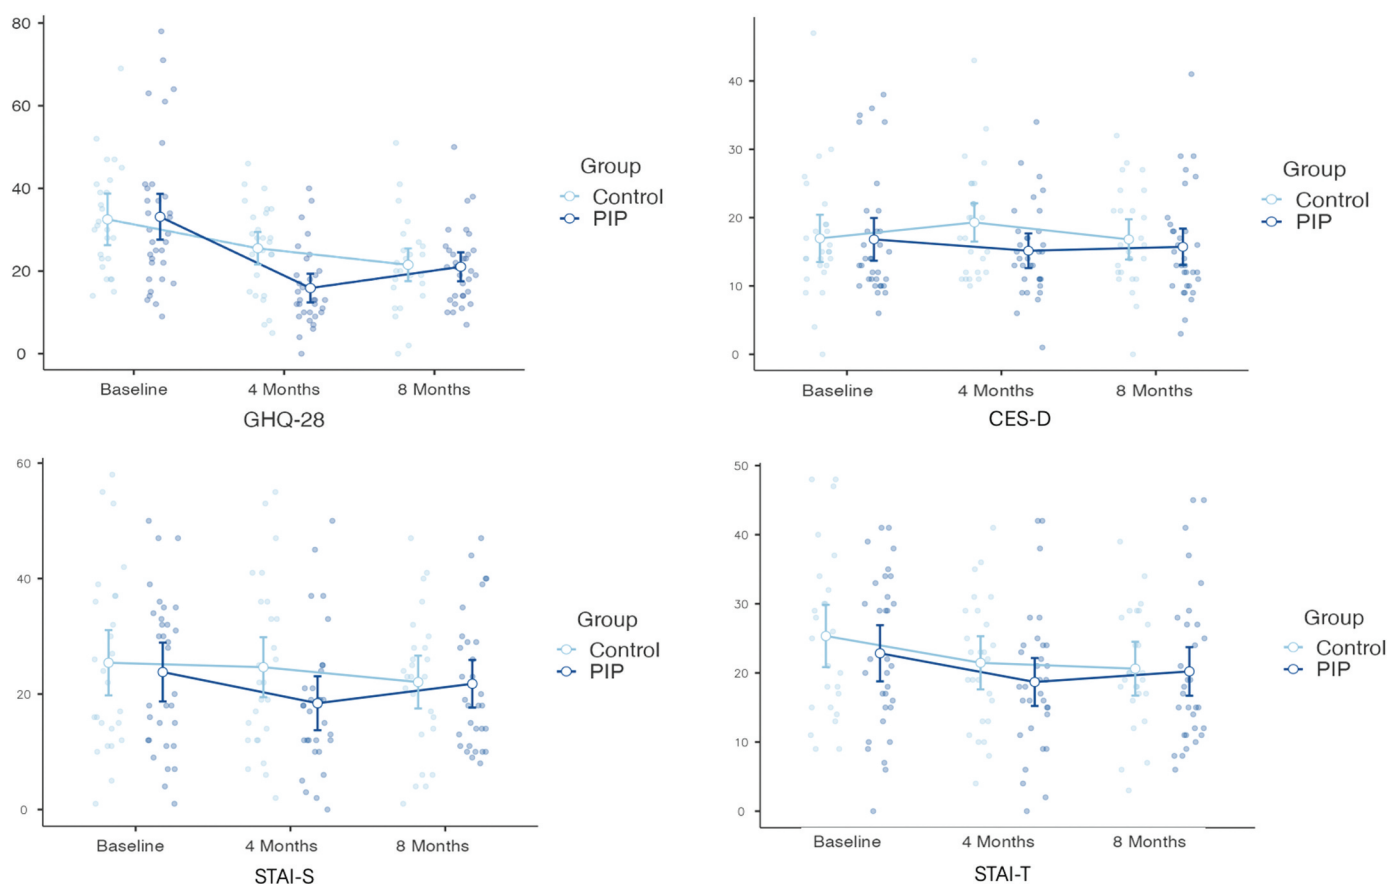 80
60
40
20
0
Baseline 4 Months 8 Months
GHQ-28
Group
Control
PIP
40
30
20
10
0
Baseline 4 Months 8 Months
CES-D
Group
Control
PIP
60
40
20
0
Baseline 4 Months 8 Months
STAI-S
Group
Control
PIP
50
40
30
20
10
0
Baseline 4 Months 8 Months
STAI-T
Group
Control
PIP